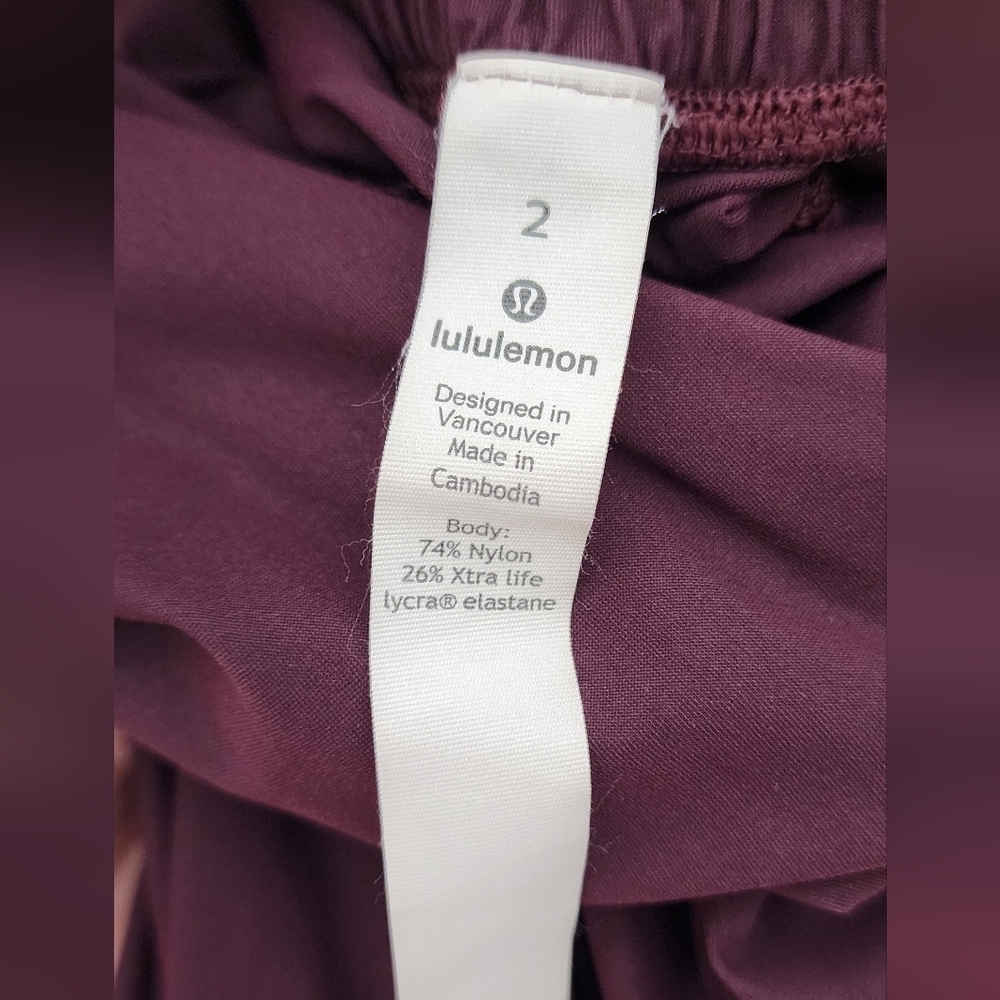 2
lululemon
Designed in
Vancouver
Made in
Cambodia
Body:
74% Nylon
26% Xtra life
lycra® elastane